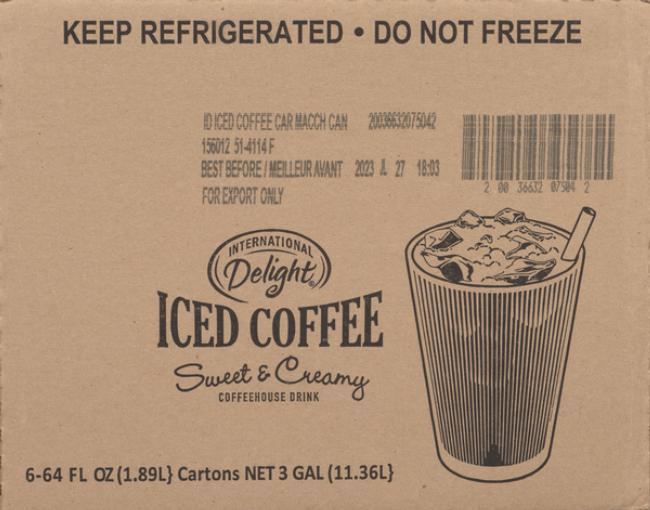 KEEP REFRIGERATED • DO NOT FREEZE
ID ICED COFFEE CAR MACCH CAN 20036632075042
156012 51-4114 F
BEST BEFORE / MEILLEUR AVANT 2023 JL 27 18:03
FOR EXPORT ONLY
2 00 36632 07504 2
INTERNATIONAL
Delight®
ICED COFFEE
Sweet & Creamy
COFFEEHOUSE DRINK
6-64 FL OZ (1.89L} Cartons NET 3 GAL (11.36L}